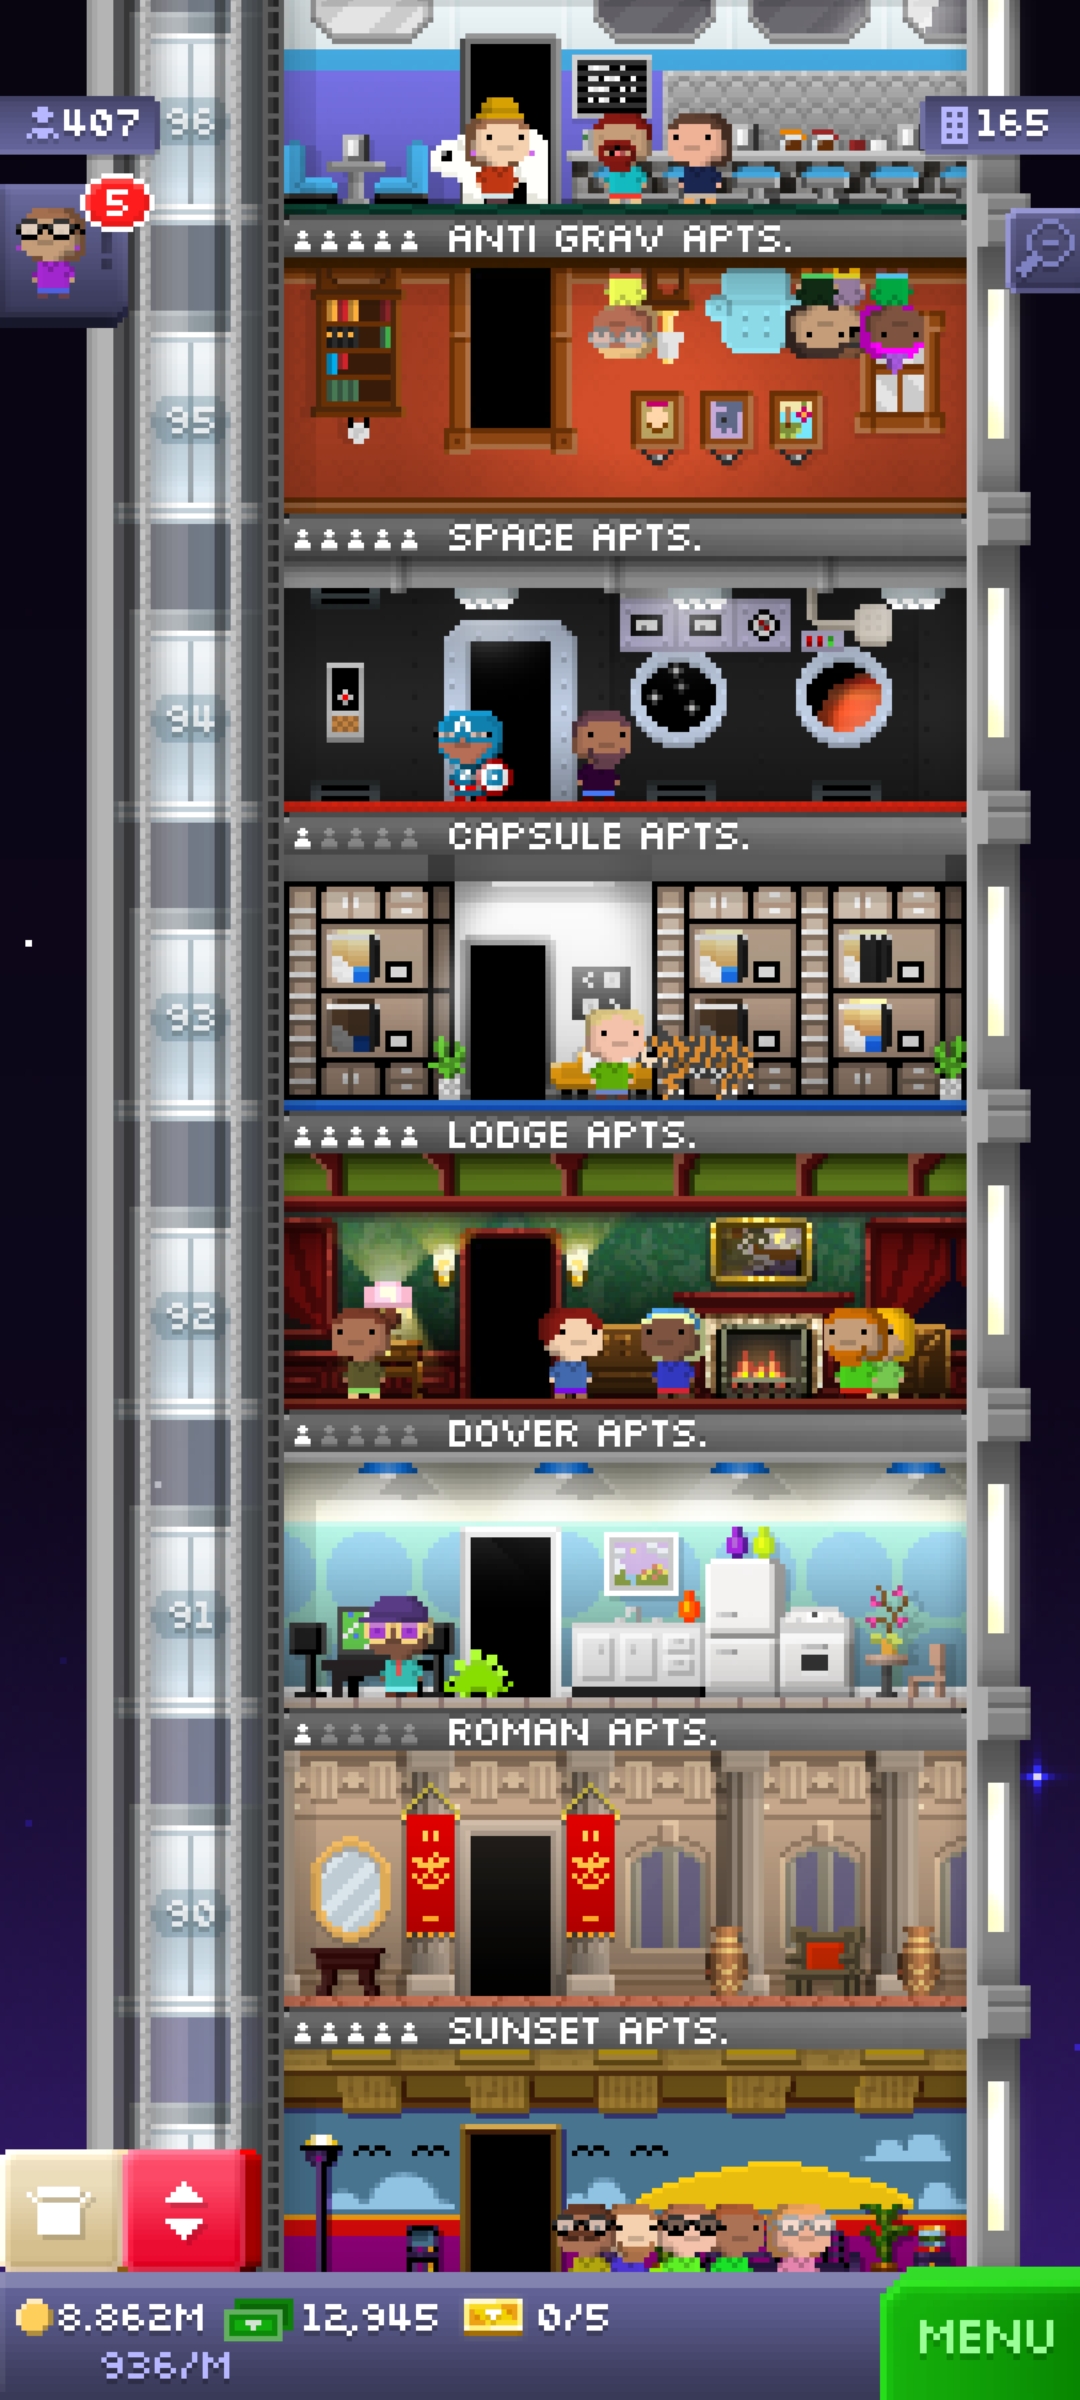 407
96
165
5
ANTI GRAV APTS.
95
SPACE APTS.
94
CAPSULE APTS.
93
LODGE APTS.
92
DOVER APTS.
91
ROMAN APTS.
90
SUNSET APTS.
8.862M 12,945 0/5
936/M
MENU